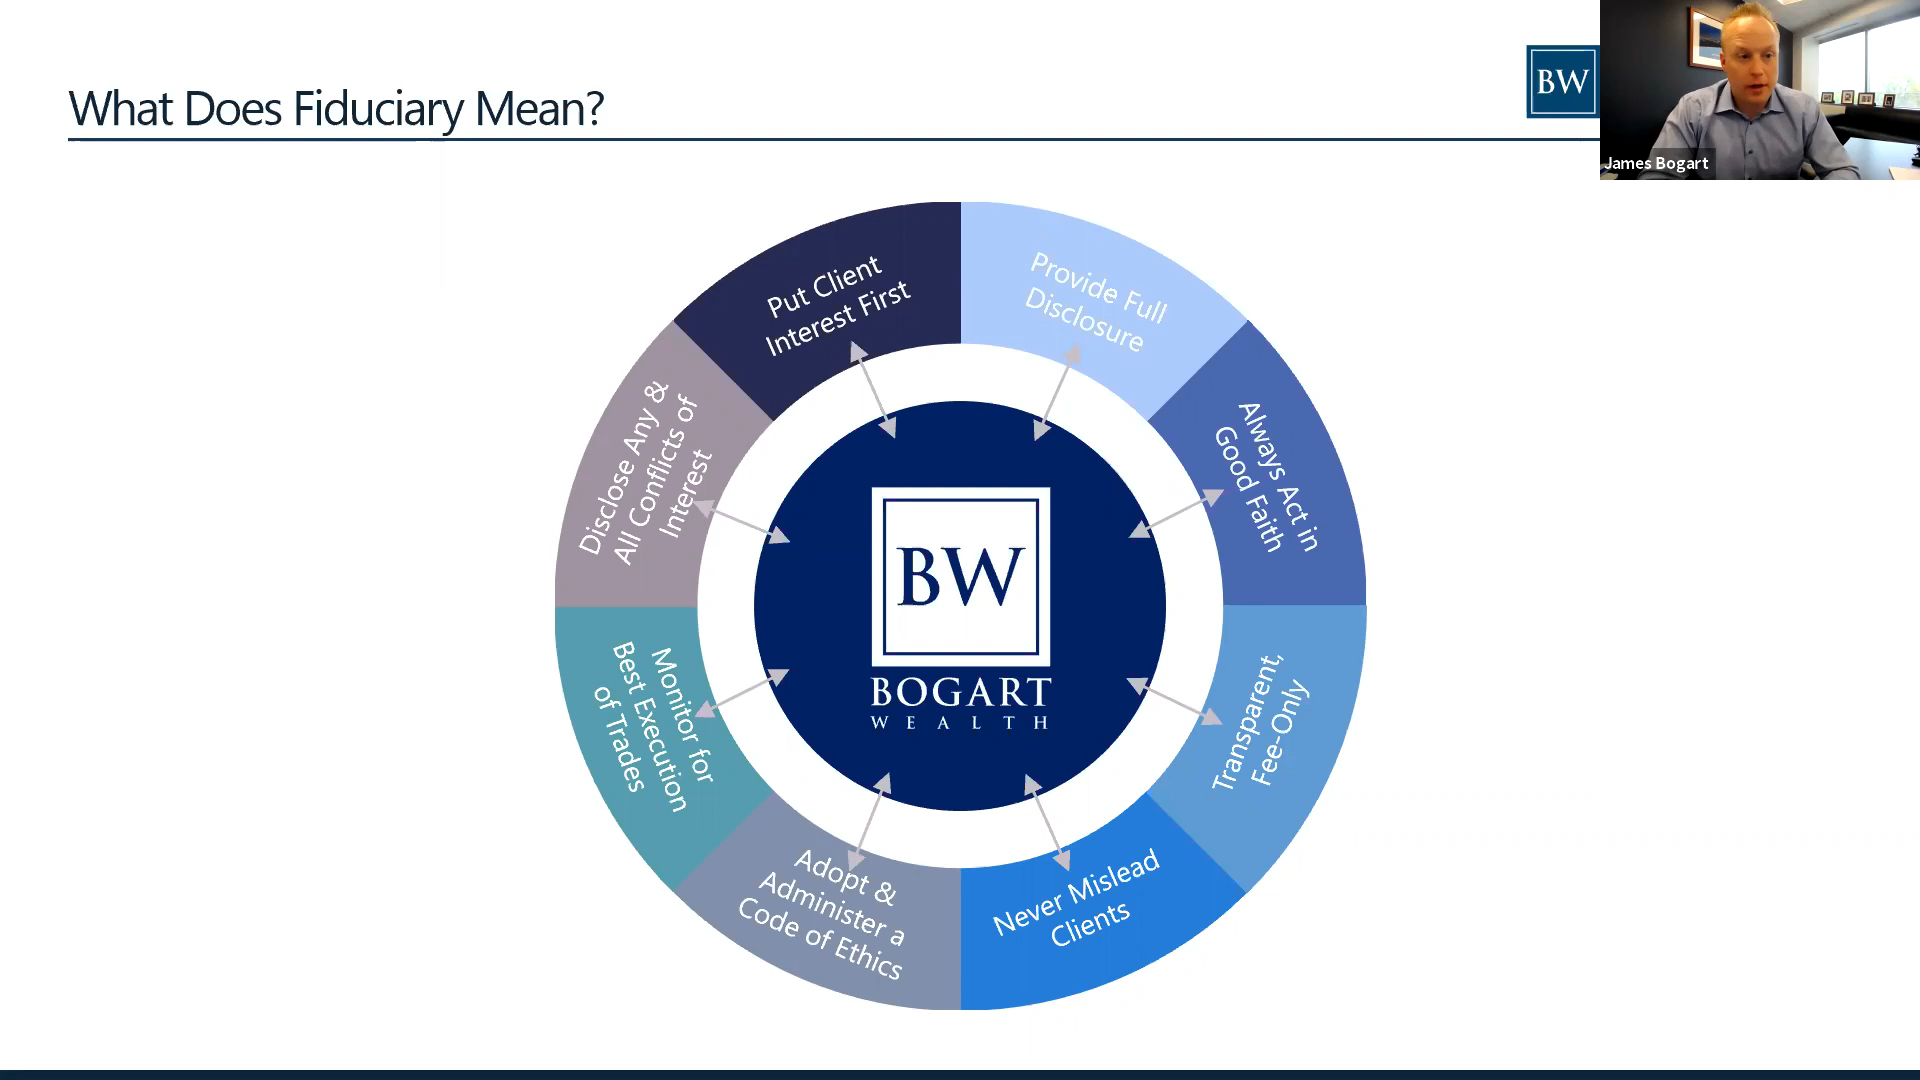 What Does Fiduciary Mean?
BW
James Bogart
Put Client
Interest First
Provide Full
Disclosure
Always Act in
Good Faith
Transparent,
Fee-Only
Never Mislead
Clients
Adopt &
Administer a
Code of Ethics
Monitor for
Best Execution
of Trades
Disclose Any &
All Conflicts of
Interest
BW
BOGART
WEALTH